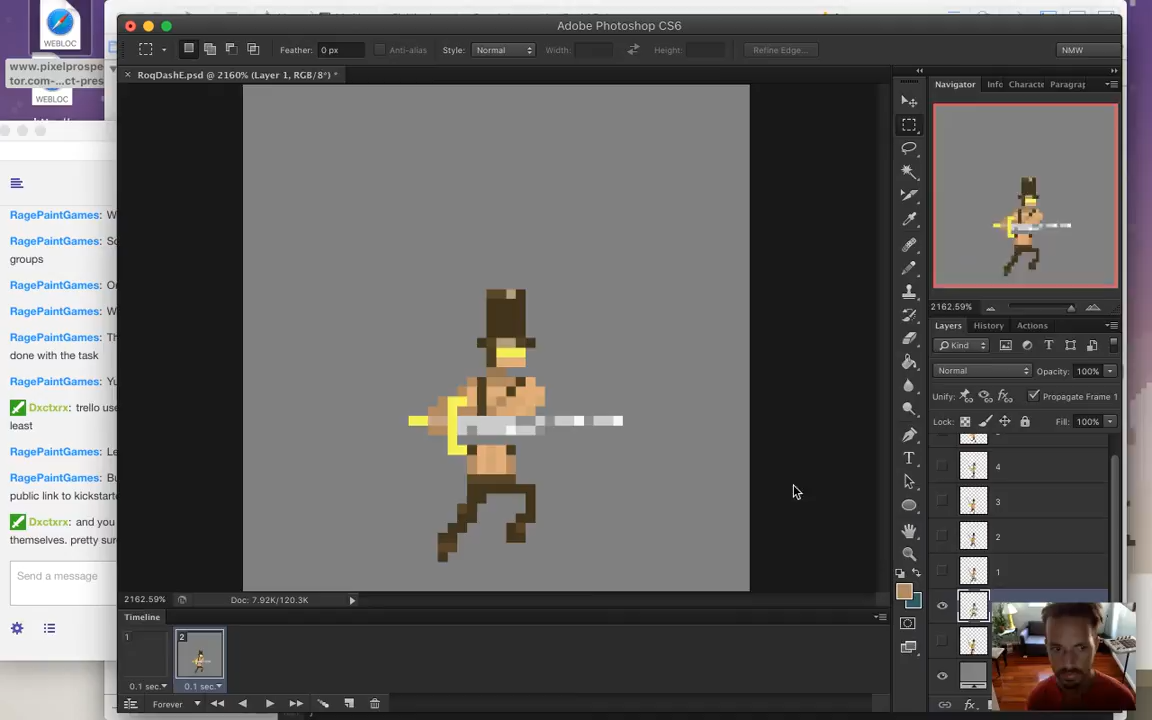 WEBLOC
www.pixelprospe
tor.com-...ct-pres
WEBLOC
Adobe Photoshop CS6
Feather: 0 px
Anti-alias
Style: Normal
Width:
Height:
Refine Edge...
NMW
RoqDashE.psd @ 2160% (Layer 1, RGB/8*) *
Navigator
Info
Characte
Paragrap
2162.59%
Layers
History
Actions
Kind
Normal
Opacity: 100%
Unify:
Propagate Frame 1
Lock:
Fill: 100%
4
3
2
1
RagePaintGames: W
RagePaintGames: Sc
groups
RagePaintGames: Or
RagePaintGames: W
RagePaintGames: Th
done with the task
RagePaintGames: Yu
Dxctxrx: trello use
least
RagePaintGames: Le
RagePaintGames: Bu
public link to kickstarte
Dxctxrx: and you
themselves. pretty sur
Send a message
2162.59%
Doc: 7.92K/120.3K
Timeline
1
2
0.1 sec.
0.1 sec.
Forever
fx